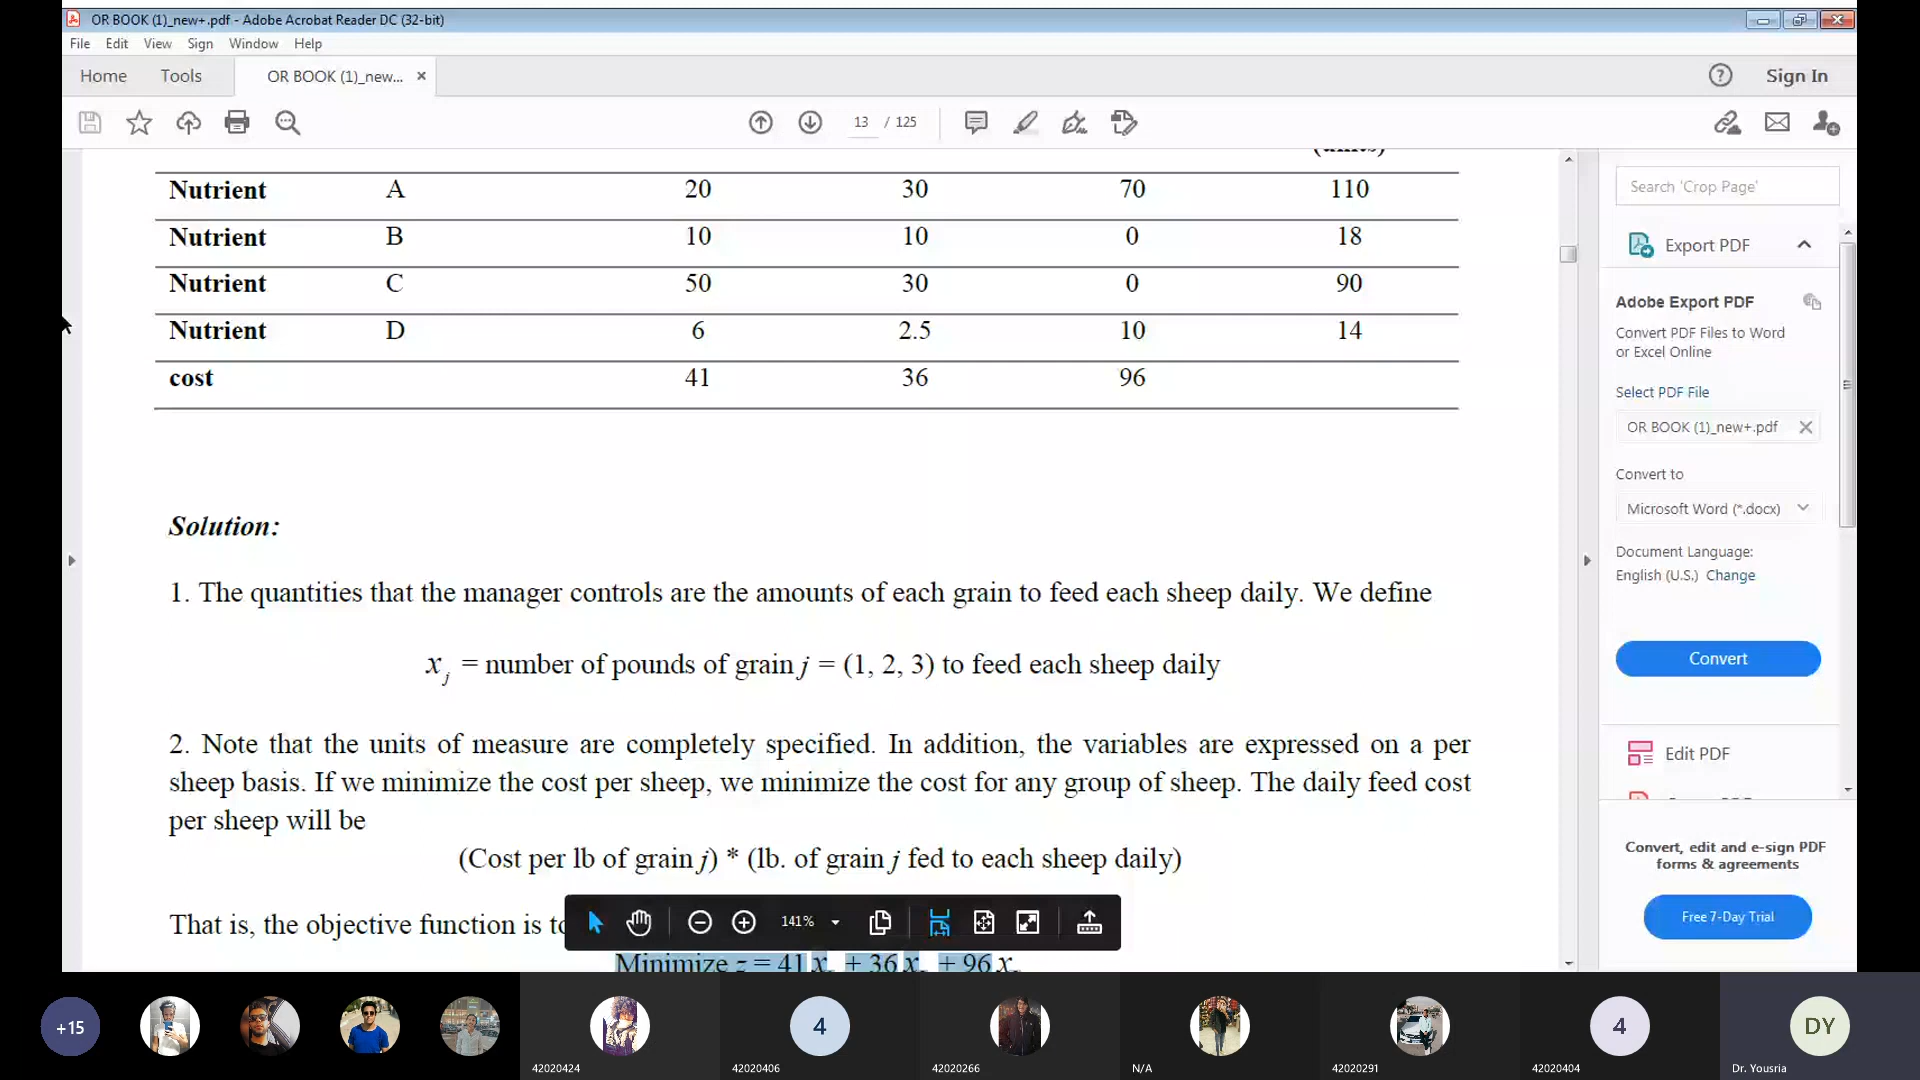 OR BOOK (1)_new+.pdf - Adobe Acrobat Reader DC (32-bit)
File Edit View Sign Window Help
Home Tools OR BOOK (1)_new... × Sign In
13 / 125
(units)
Nutrient A 20 30 70 110
Nutrient B 10 10 0 18
Nutrient C 50 30 0 90
Nutrient D 6 2.5 10 14
cost 41 36 96
Solution:
1. The quantities that the manager controls are the amounts of each grain to feed each sheep daily. We define
x_j = number of pounds of grain j = (1, 2, 3) to feed each sheep daily
2. Note that the units of measure are completely specified. In addition, the variables are expressed on a per
sheep basis. If we minimize the cost per sheep, we minimize the cost for any group of sheep. The daily feed cost
per sheep will be
(Cost per lb of grain j) * (lb. of grain j fed to each sheep daily)
That is, the objective function is to
141%
Minimize z = 41 x + 36 x + 96 x
Search 'Crop Page'
Export PDF
Adobe Export PDF
Convert PDF Files to Word
or Excel Online
Select PDF File
OR BOOK (1)_new+.pdf
Convert to
Microsoft Word (*.docx)
Document Language:
English (U.S.) Change
Convert
Edit PDF
Convert, edit and e-sign PDF
forms & agreements
Free 7-Day Trial
+15
4
4
DY
42020424
42020406
42020266
N/A
42020291
42020404
Dr. Yousria